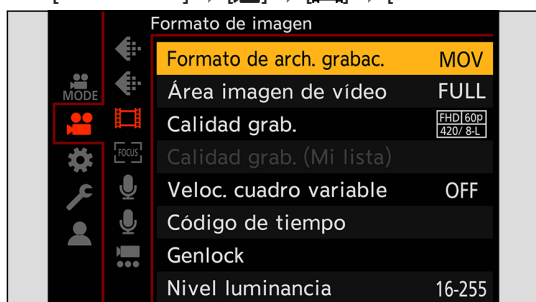 Formato de imagen
Formato de arch. grabac. MOV
MODE
Área imagen de vídeo FULL
Calidad grab. FHD 60p 420/ 8-L
FOCUS
Calidad grab. (Mi lista)
Veloc. cuadro variable OFF
Código de tiempo
Genlock
Nivel luminancia 16-255